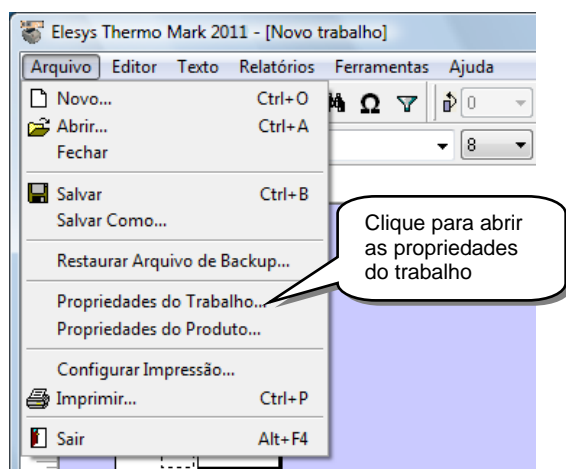 Elesys Thermo Mark 2011 - [Novo trabalho]
Arquivo Editor Texto Relatórios Ferramentas Ajuda
Novo... Ctrl+O
Ω 0
Abrir... Ctrl+A
8
Fechar
Salvar Ctrl+B
Salvar Como...
Clique para abrir
as propriedades
do trabalho
Restaurar Arquivo de Backup...
Propriedades do Trabalho...
Propriedades do Produto...
Configurar Impressão...
Imprimir... Ctrl+P
Sair Alt+F4